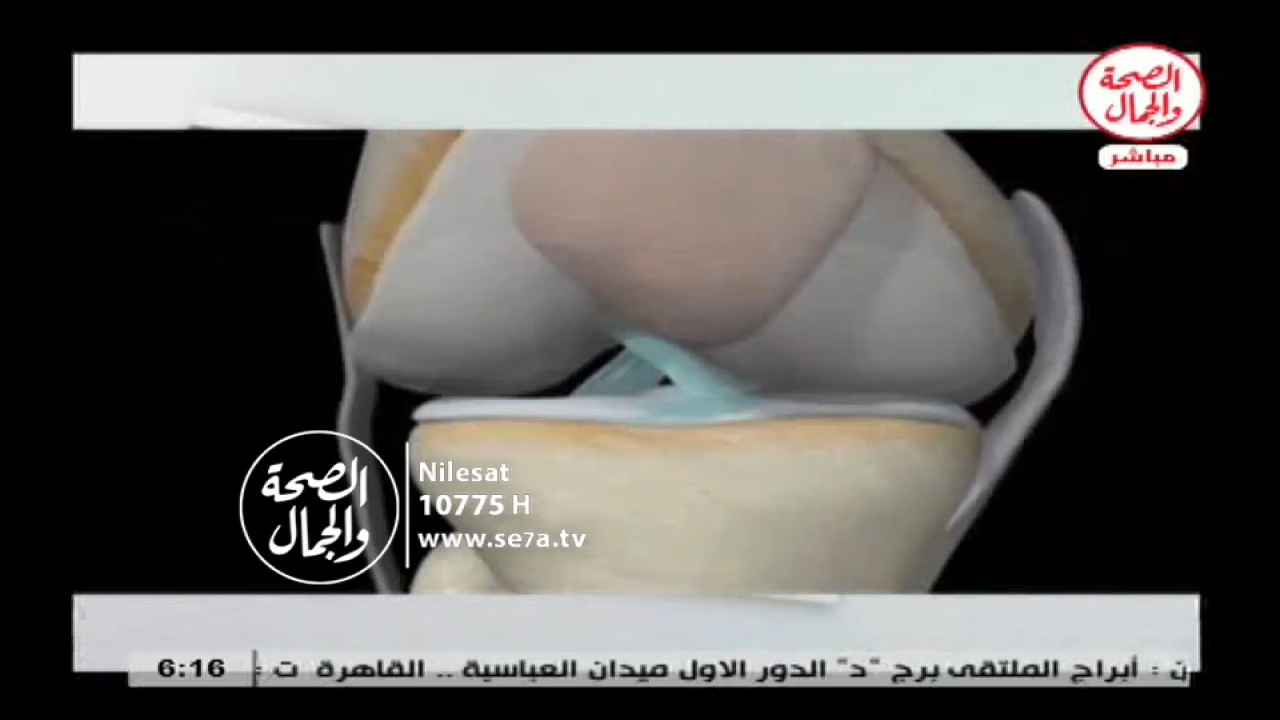 الصحة
والجمال
مباشر
الصحة
والجمال
Nilesat
10775 H
www.se7a.tv
ن : أبراج الملتقى برج "د" الدور الاول ميدان العباسية .. القاهرة ت :
6:16